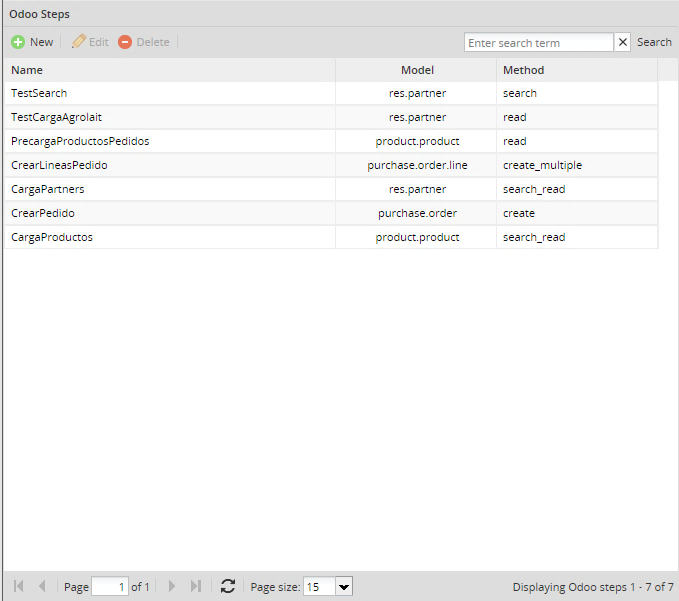 Odoo Steps
New Edit Delete Enter search term Search
Name Model Method
TestSearch res.partner search
TestCargaAgrolait res.partner read
PrecargaProductosPedidos product.product read
CrearLineasPedido purchase.order.line create_multiple
CargaPartners res.partner search_read
CrearPedido purchase.order create
CargaProductos product.product search_read
Page 1 of 1 Page size: 15 Displaying Odoo steps 1 - 7 of 7